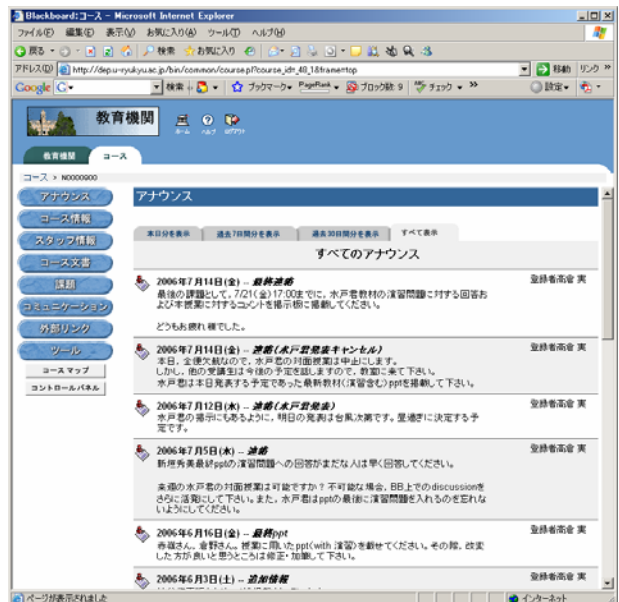 Blackboard:コース - Microsoft Internet Explorer
ファイル(F) 編集(E) 表示(V) お気に入り(A) ツール(T) ヘルプ(H)
戻る 検索 お気に入り
アドレス(D) http://dep.u-ryukyu.ac.jp/bin/common/course.pl?course_id=_40_1&frame=top 移動 リンク »
Google G 検索 ブックマーク PageRank ブロック数: 9 チェック » 設定
教育機関 ホーム ヘルプ ログアウト
教育機関 コース
コース > N0000900
アナウンス
コース情報
スタッフ情報
コース文書
課題
コミュニケーション
外部リンク
ツール
コースマップ
コントロールパネル
アナウンス
本日分を表示 過去7日間分を表示 過去30日間分を表示 すべて表示
すべてのアナウンス
2006年7月14日(金) -- 最終連絡 登録者高倉 実
最後の課題として、7/21(金)17:00までに、水戸君教材の演習問題に対する回答お
よび本授業に対するコメントを掲示板に掲載してください。
どうもお疲れ様でした。
2006年7月14日(金) -- 連絡(水戸君発表キャンセル) 登録者高倉 実
本日、全便欠航なので、水戸君の対面授業は中止にします。
しかし、他の受講生は今後の予定を話しますので、教室に来て下さい。
水戸君は本日発表する予定であった最新教材(演習含む)pptを掲載して下さい。
2006年7月12日(水) -- 連絡(水戸君発表) 登録者高倉 実
水戸君の掲示にもあるように、明日の発表は台風次第です。昼過ぎに決定する予
定です。
2006年7月5日(水) -- 連絡 登録者高倉 実
新垣秀美最終pptの演習問題への回答がまだな人は早く回答してください。
来週の水戸君の対面授業は可能ですか？不可能な場合、BB上でのdiscussionを
さらに活発にして下さい。また、水戸君はpptの最後に演習問題を入れるのを忘れな
いようにしてください。
2006年6月16日(金) -- 最終ppt 登録者高倉 実
赤嶺さん、倉野さん。授業に用いたppt(with 演習)を載せてください。その際、改変
した方が良いと思うところは修正・加筆して下さい。
2006年6月3日(土) -- 追加情報 登録者高倉 実
ページが表示されました インターネット